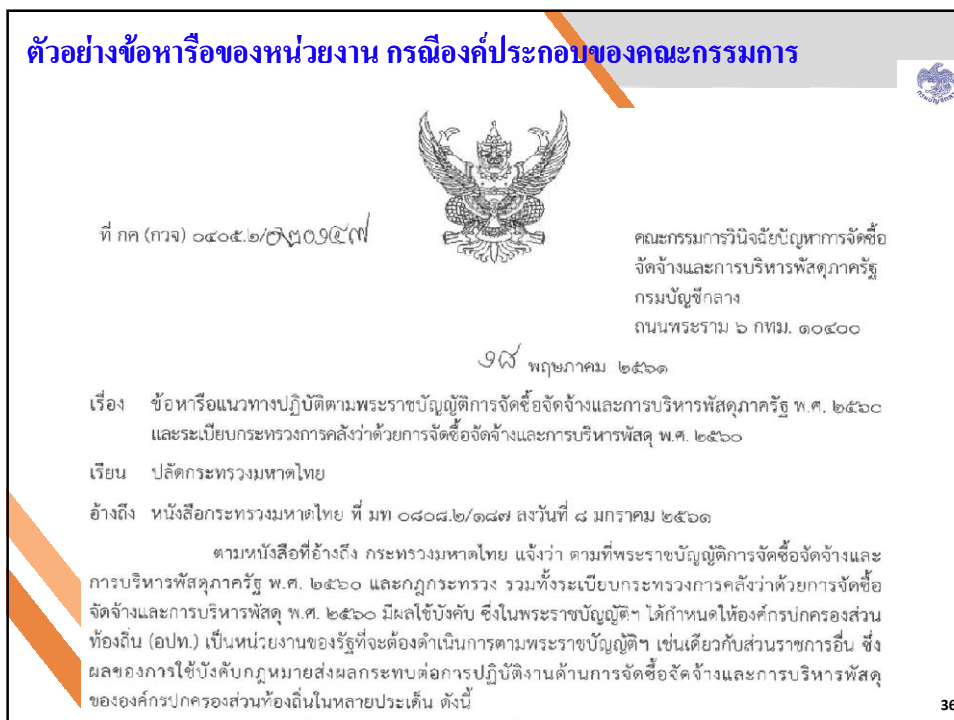 ตัวอย่างข้อหารือของหน่วยงาน กรณีองค์ประกอบของคณะกรรมการ
กรมบัญชีกลาง
ที่ กค (กวจ) ๐๔๐๕.๒/
คณะกรรมการวินิจฉัยปัญหาการจัดซื้อ
จัดจ้างและการบริหารพัสดุภาครัฐ
กรมบัญชีกลาง
ถนนพระราม ๖ กทม. ๑๐๔๐๐
๑๘ พฤษภาคม ๒๕๖๑
เรื่อง ข้อหารือแนวทางปฏิบัติตามพระราชบัญญัติการจัดซื้อจัดจ้างและการบริหารพัสดุภาครัฐ พ.ศ. ๒๕๖๐
และระเบียบกระทรวงการคลังว่าด้วยการจัดซื้อจัดจ้างและการบริหารพัสดุ พ.ศ. ๒๕๖๐
เรียน ปลัดกระทรวงมหาดไทย
อ้างถึง หนังสือกระทรวงมหาดไทย ที่ มท ๐๘๐๘.๒/๑๘๗ ลงวันที่ ๘ มกราคม ๒๕๖๑
ตามหนังสือที่อ้างถึง กระทรวงมหาดไทย แจ้งว่า ตามที่พระราชบัญญัติการจัดซื้อจัดจ้างและ
การบริหารพัสดุภาครัฐ พ.ศ. ๒๕๖๐ และกฎกระทรวง รวมทั้งระเบียบกระทรวงการคลังว่าด้วยการจัดซื้อ
จัดจ้างและการบริหารพัสดุ พ.ศ. ๒๕๖๐ มีผลใช้บังคับ ซึ่งในพระราชบัญญัติฯ ได้กำหนดให้องค์กรปกครองส่วน
ท้องถิ่น (อปท.) เป็นหน่วยงานของรัฐที่จะต้องดำเนินการตามพระราชบัญญัติฯ เช่นเดียวกับส่วนราชการอื่น ซึ่ง
ผลของการใช้บังคับกฎหมายส่งผลกระทบต่อการปฏิบัติงานด้านการจัดซื้อจัดจ้างและการบริหารพัสดุ
ขององค์กรปกครองส่วนท้องถิ่นในหลายประเด็น ดังนี้
36